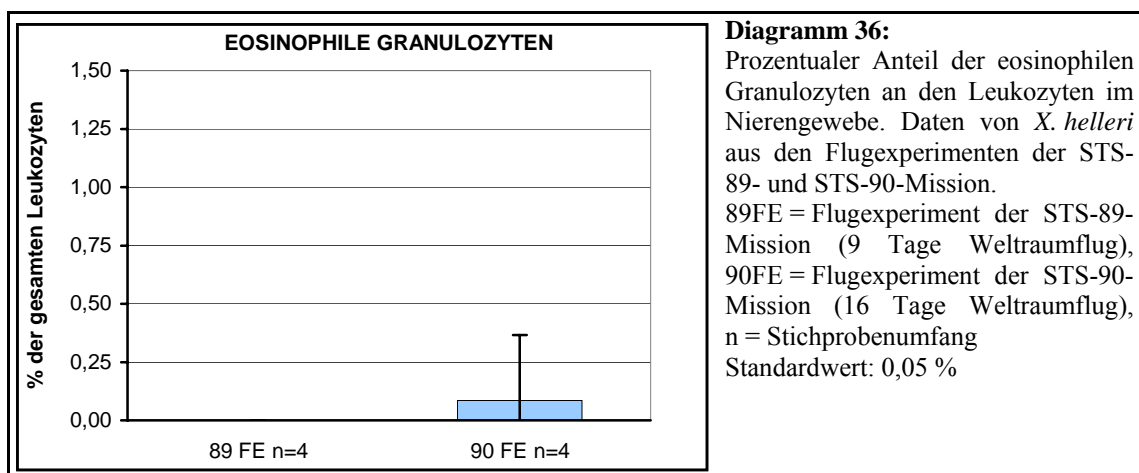 EOSINOPHILE GRANULOZYTEN
% der gesamten Leukozyten
1,50
1,25
1,00
0,75
0,50
0,25
0,00
89 FE n=4
90 FE n=4
Diagramm 36:
Prozentualer Anteil der eosinophilen
Granulozyten an den Leukozyten im
Nierengewebe. Daten von X. helleri
aus den Flugexperimenten der STS-
89- und STS-90-Mission.
89FE = Flugexperiment der STS-89-
Mission (9 Tage Weltraumflug),
90FE = Flugexperiment der STS-90-
Mission (16 Tage Weltraumflug),
n = Stichprobenumfang
Standardwert: 0,05 %